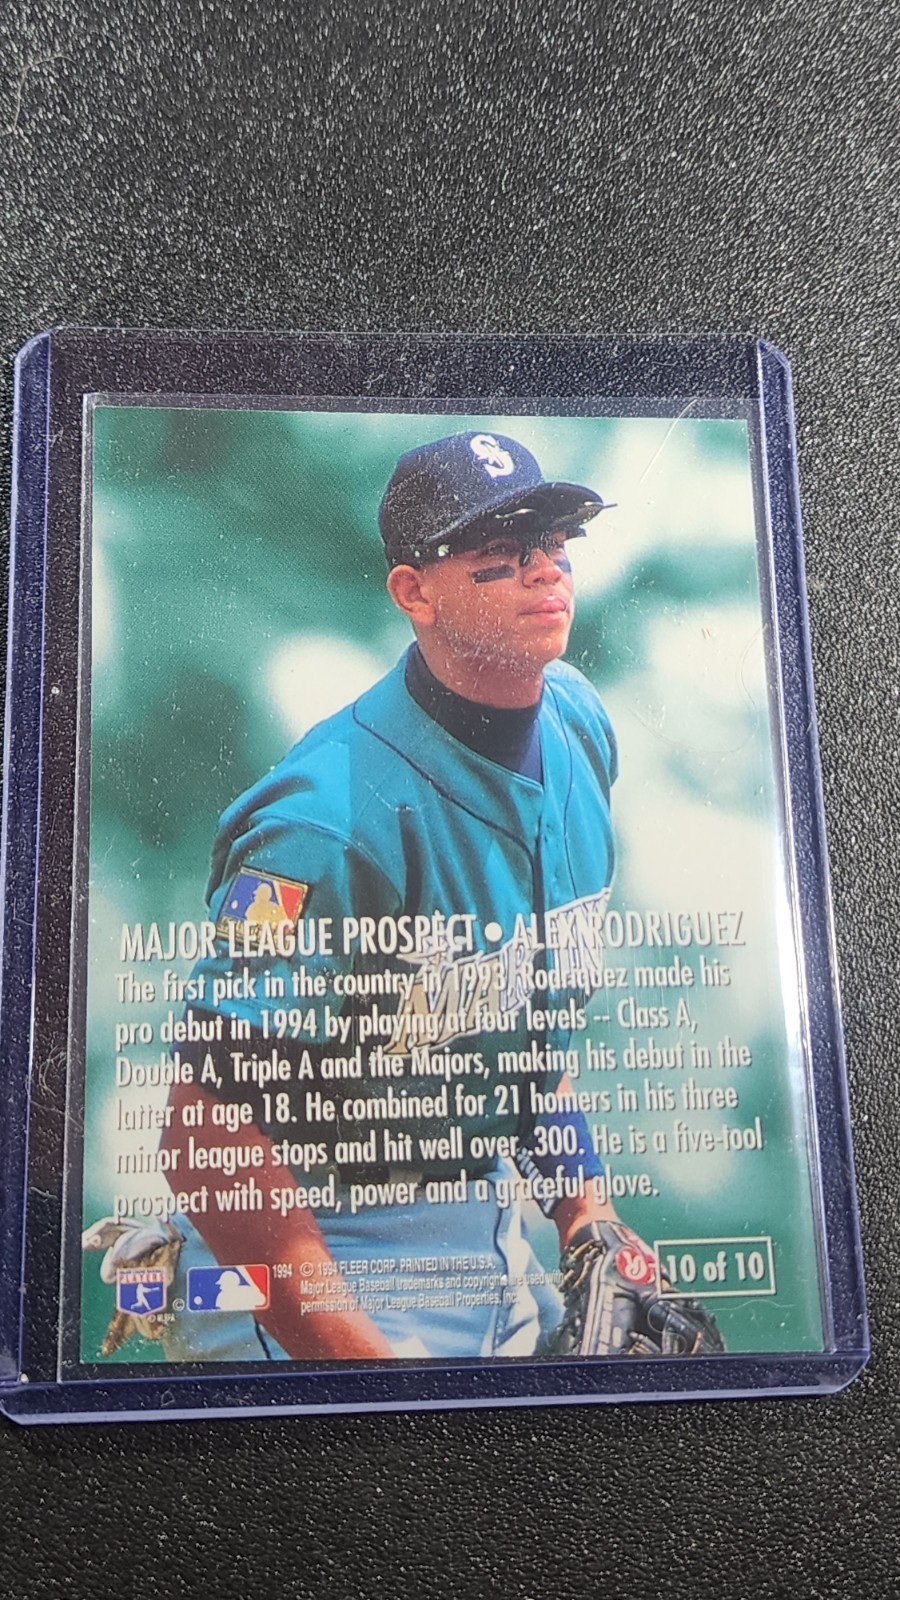 S
MAJOR LEAGUE PROSPECT • ALEX RODRIGUEZ
The first pick in the country in 1993, Rodriguez made his
pro debut in 1994 by playing at four levels -- Class A,
Double A, Triple A and the Majors, making his debut in the
latter at age 18. He combined for 21 homers in his three
minor league stops and hit well over .300. He is a five-tool
prospect with speed, power and a graceful glove.
10 of 10
PLAYERS
© MLBPA
©
1994 © 1994 FLEER CORP. PRINTED IN THE U.S.A.
Major League Baseball trademarks and copyrights are used with
permission of Major League Baseball Properties, Inc.